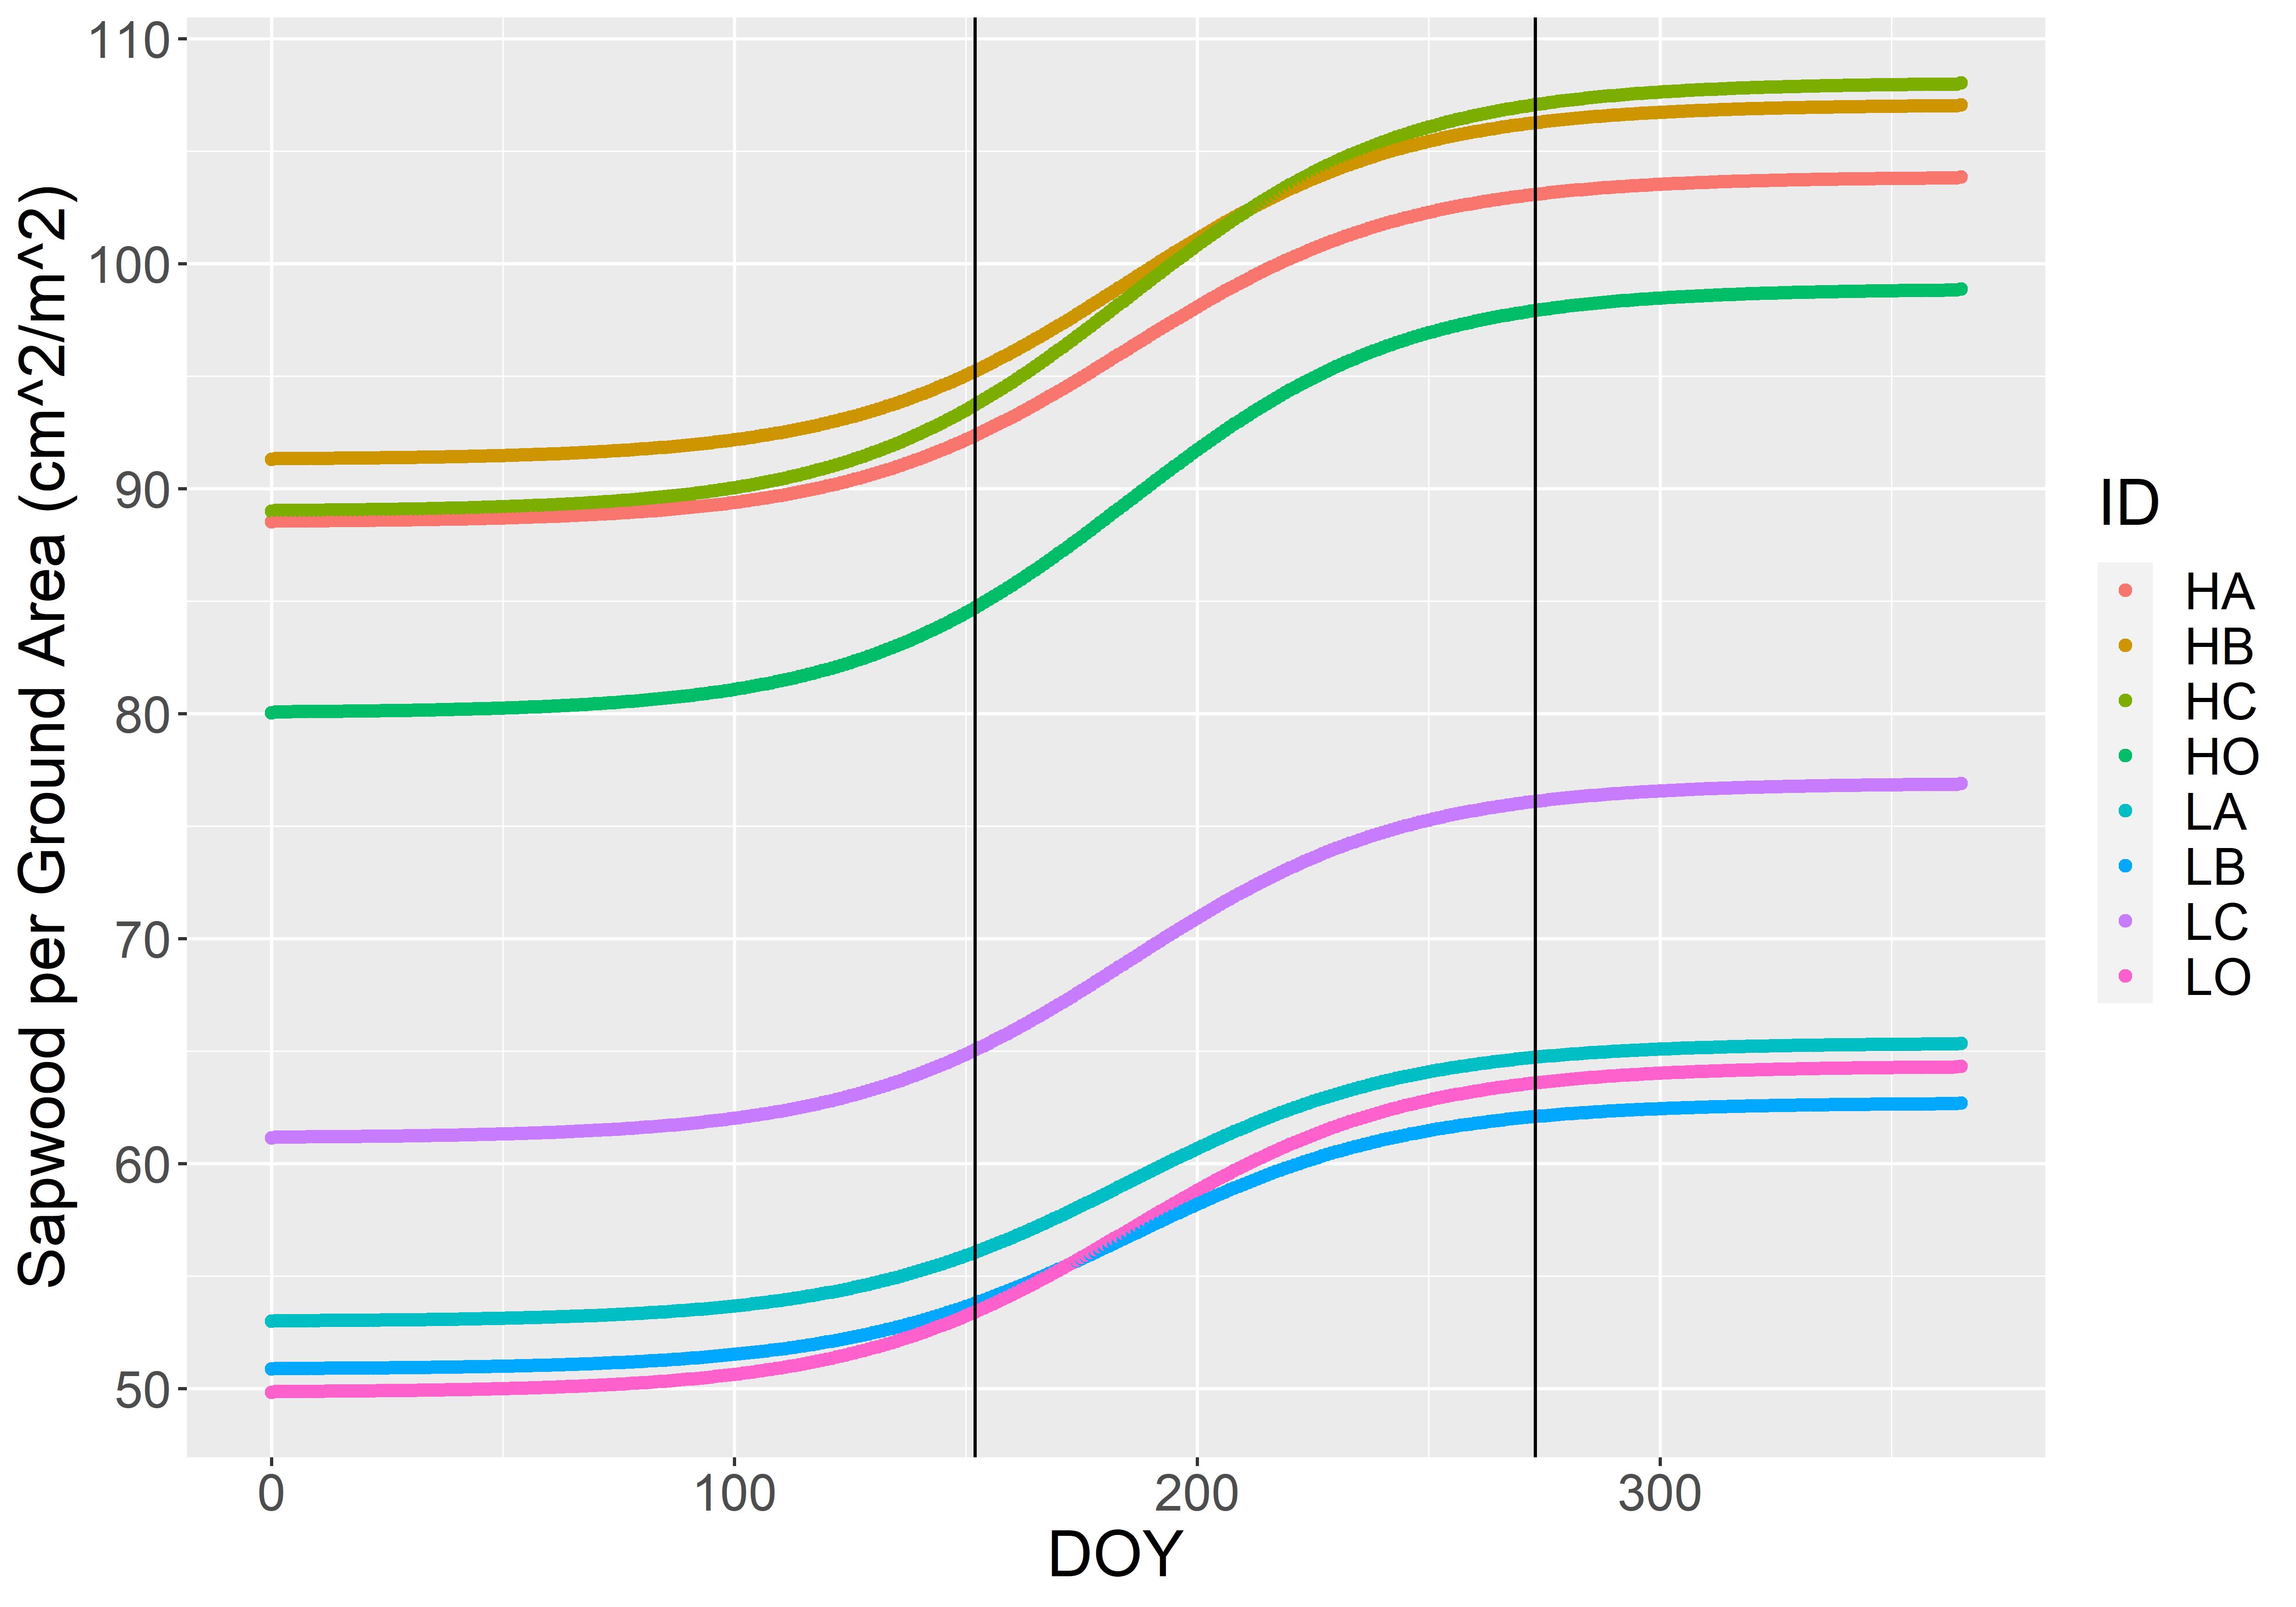 Sapwood per Ground Area (cm^2/m^2)
110
100
90
80
70
60
50
0 100 200 300
DOY
ID
HA
HB
HC
HO
LA
LB
LC
LO